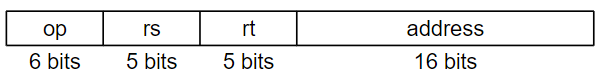 op rs rt address
6 bits 5 bits 5 bits 16 bits